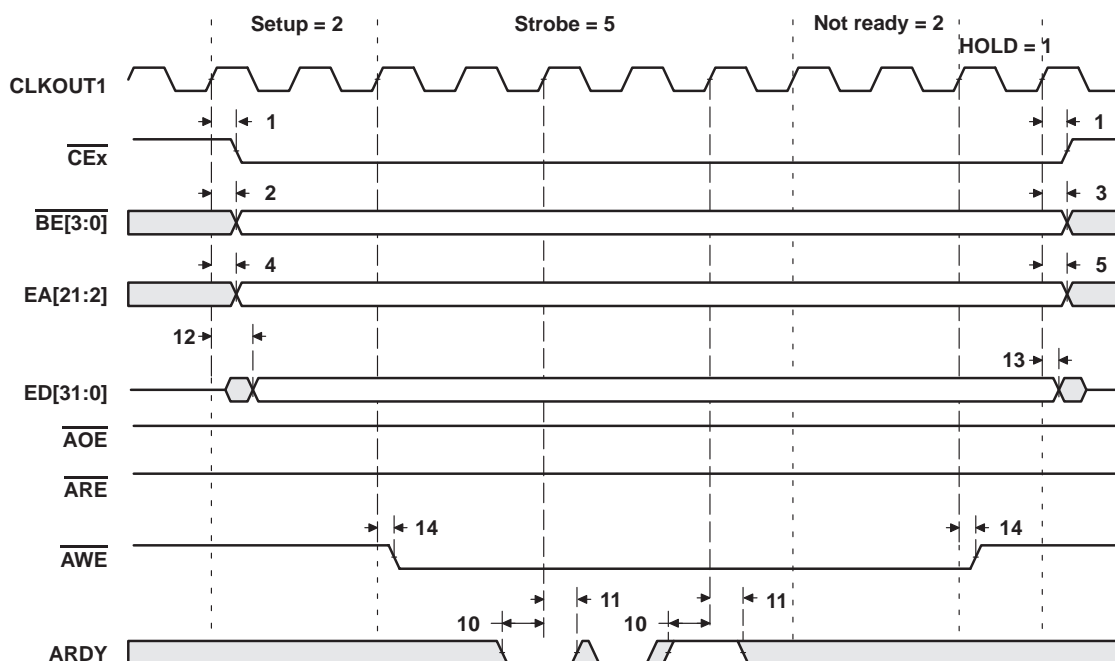 Setup = 2
Strobe = 5
Not ready = 2
HOLD = 1
CLKOUT1
1
1
CEx
2
3
BE[3:0]
4
5
EA[21:2]
12
13
ED[31:0]
AOE
ARE
14
14
AWE
11
11
10
10
ARDY